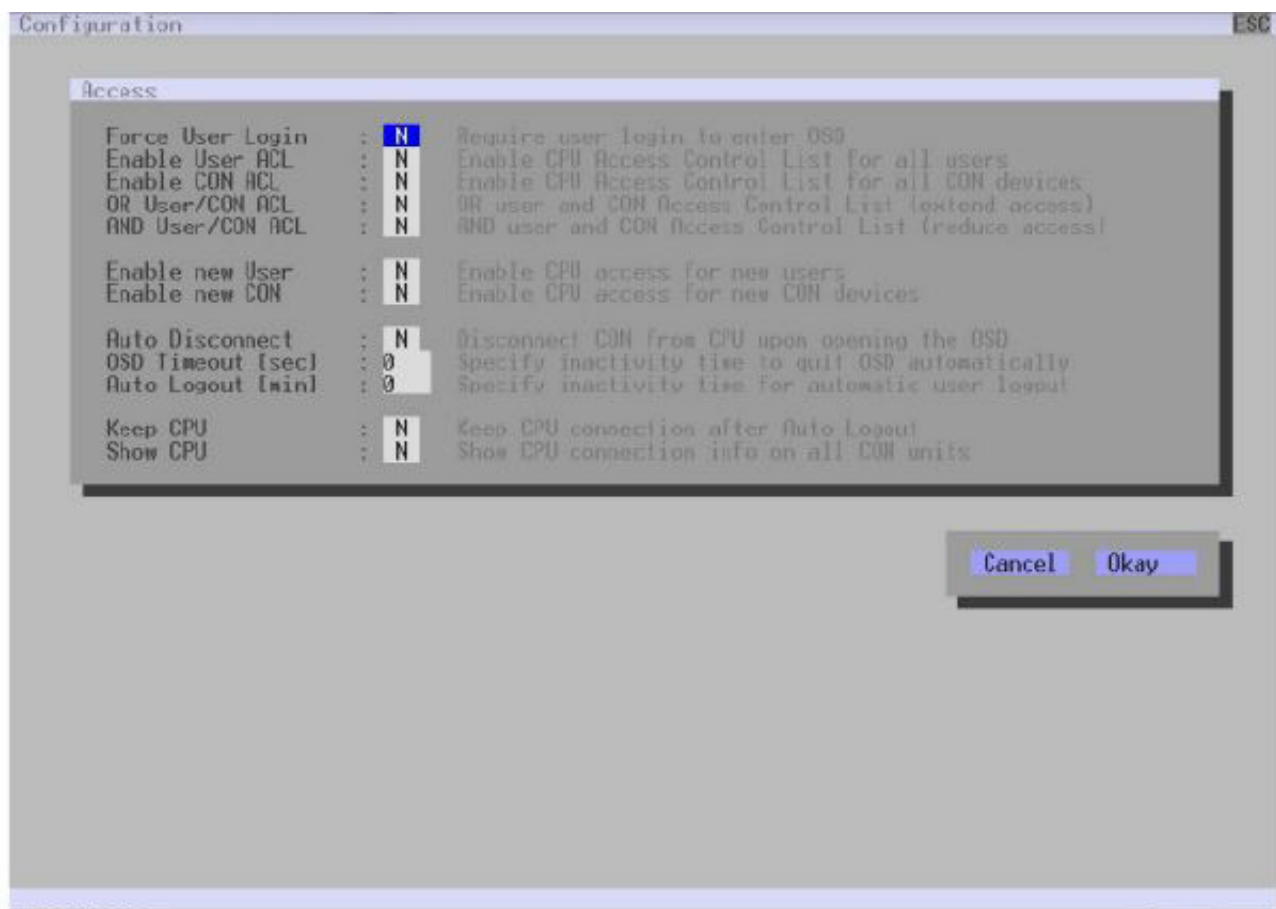 Configuration ESC
Access
Force User Login : N Require user login to enter OSD
Enable User ACL : N Enable CPU Access Control List for all users
Enable CON ACL : N Enable CPU Access Control List for all CON devices
OR User/CON ACL : N OR user and CON Access Control List (extend access)
AND User/CON ACL : N AND user and CON Access Control List (reduce access)
Enable new User : N Enable CPU access for new users
Enable new CON : N Enable CPU access for new CON devices
Auto Disconnect : N Disconnect CON from CPU upon opening the OSD
OSD Timeout [sec] : 0 Specify inactivity time to quit OSD automatically
Auto Logout [min] : 0 Specify inactivity time for automatic user logout
Keep CPU : N Keep CPU connection after Auto Logout
Show CPU : N Show CPU connection info on all CON units
Cancel Okay